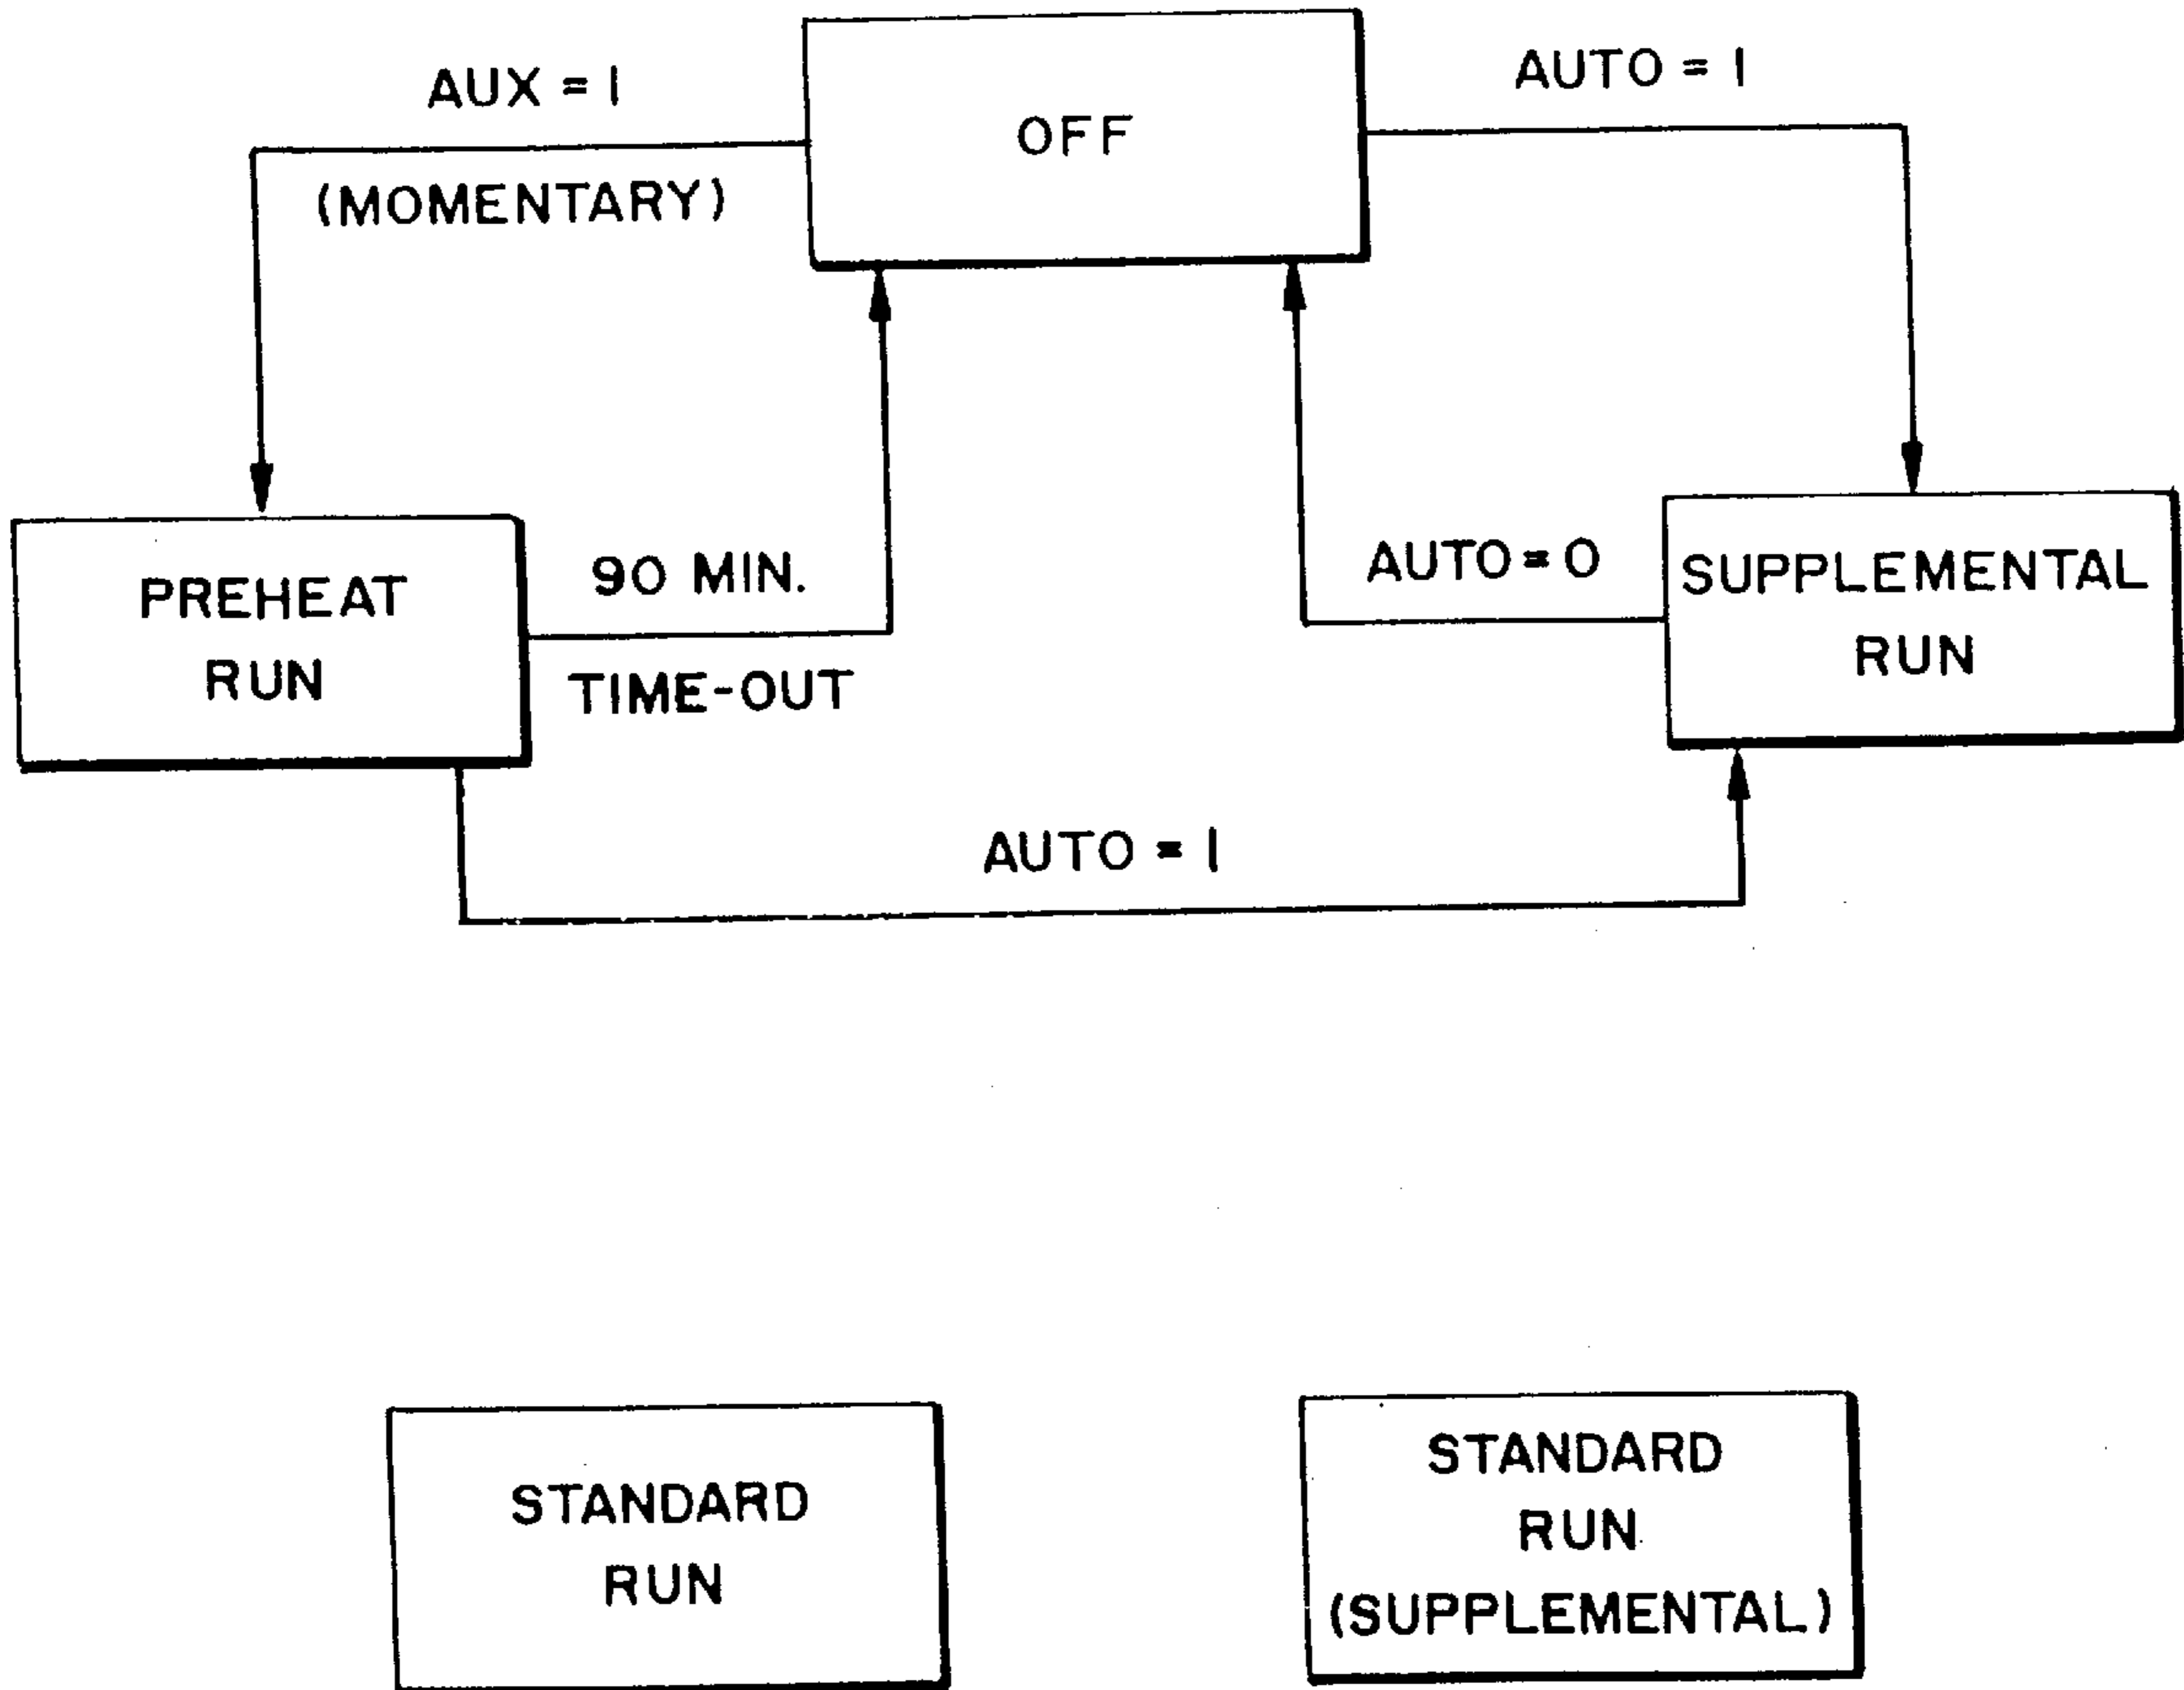 AUX = 1
(MOMENTARY)
OFF
AUTO = 1
PREHEAT
RUN
90 MIN.
TIME-OUT
AUTO = 0
SUPPLEMENTAL
RUN
AUTO = 1
STANDARD
RUN
STANDARD
RUN
(SUPPLEMENTAL)